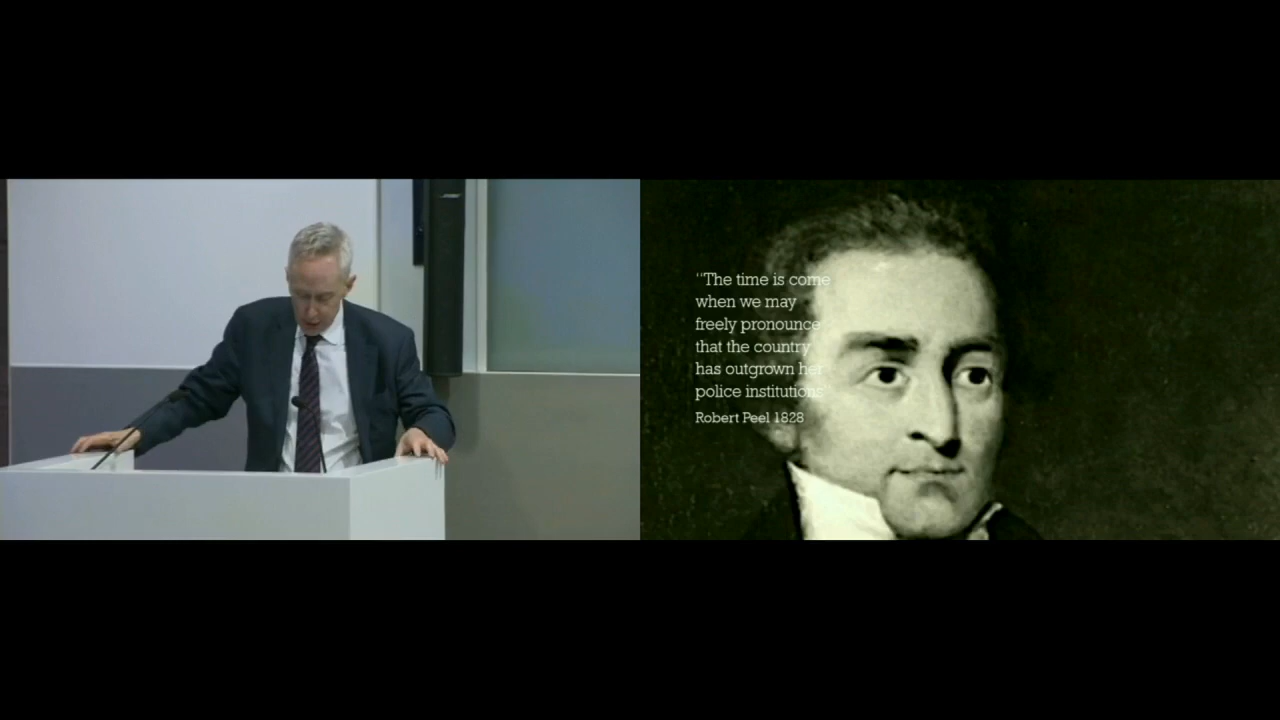 “The time is come
when we may
freely pronounce
that the country
has outgrown her
police institutions”
Robert Peel 1828